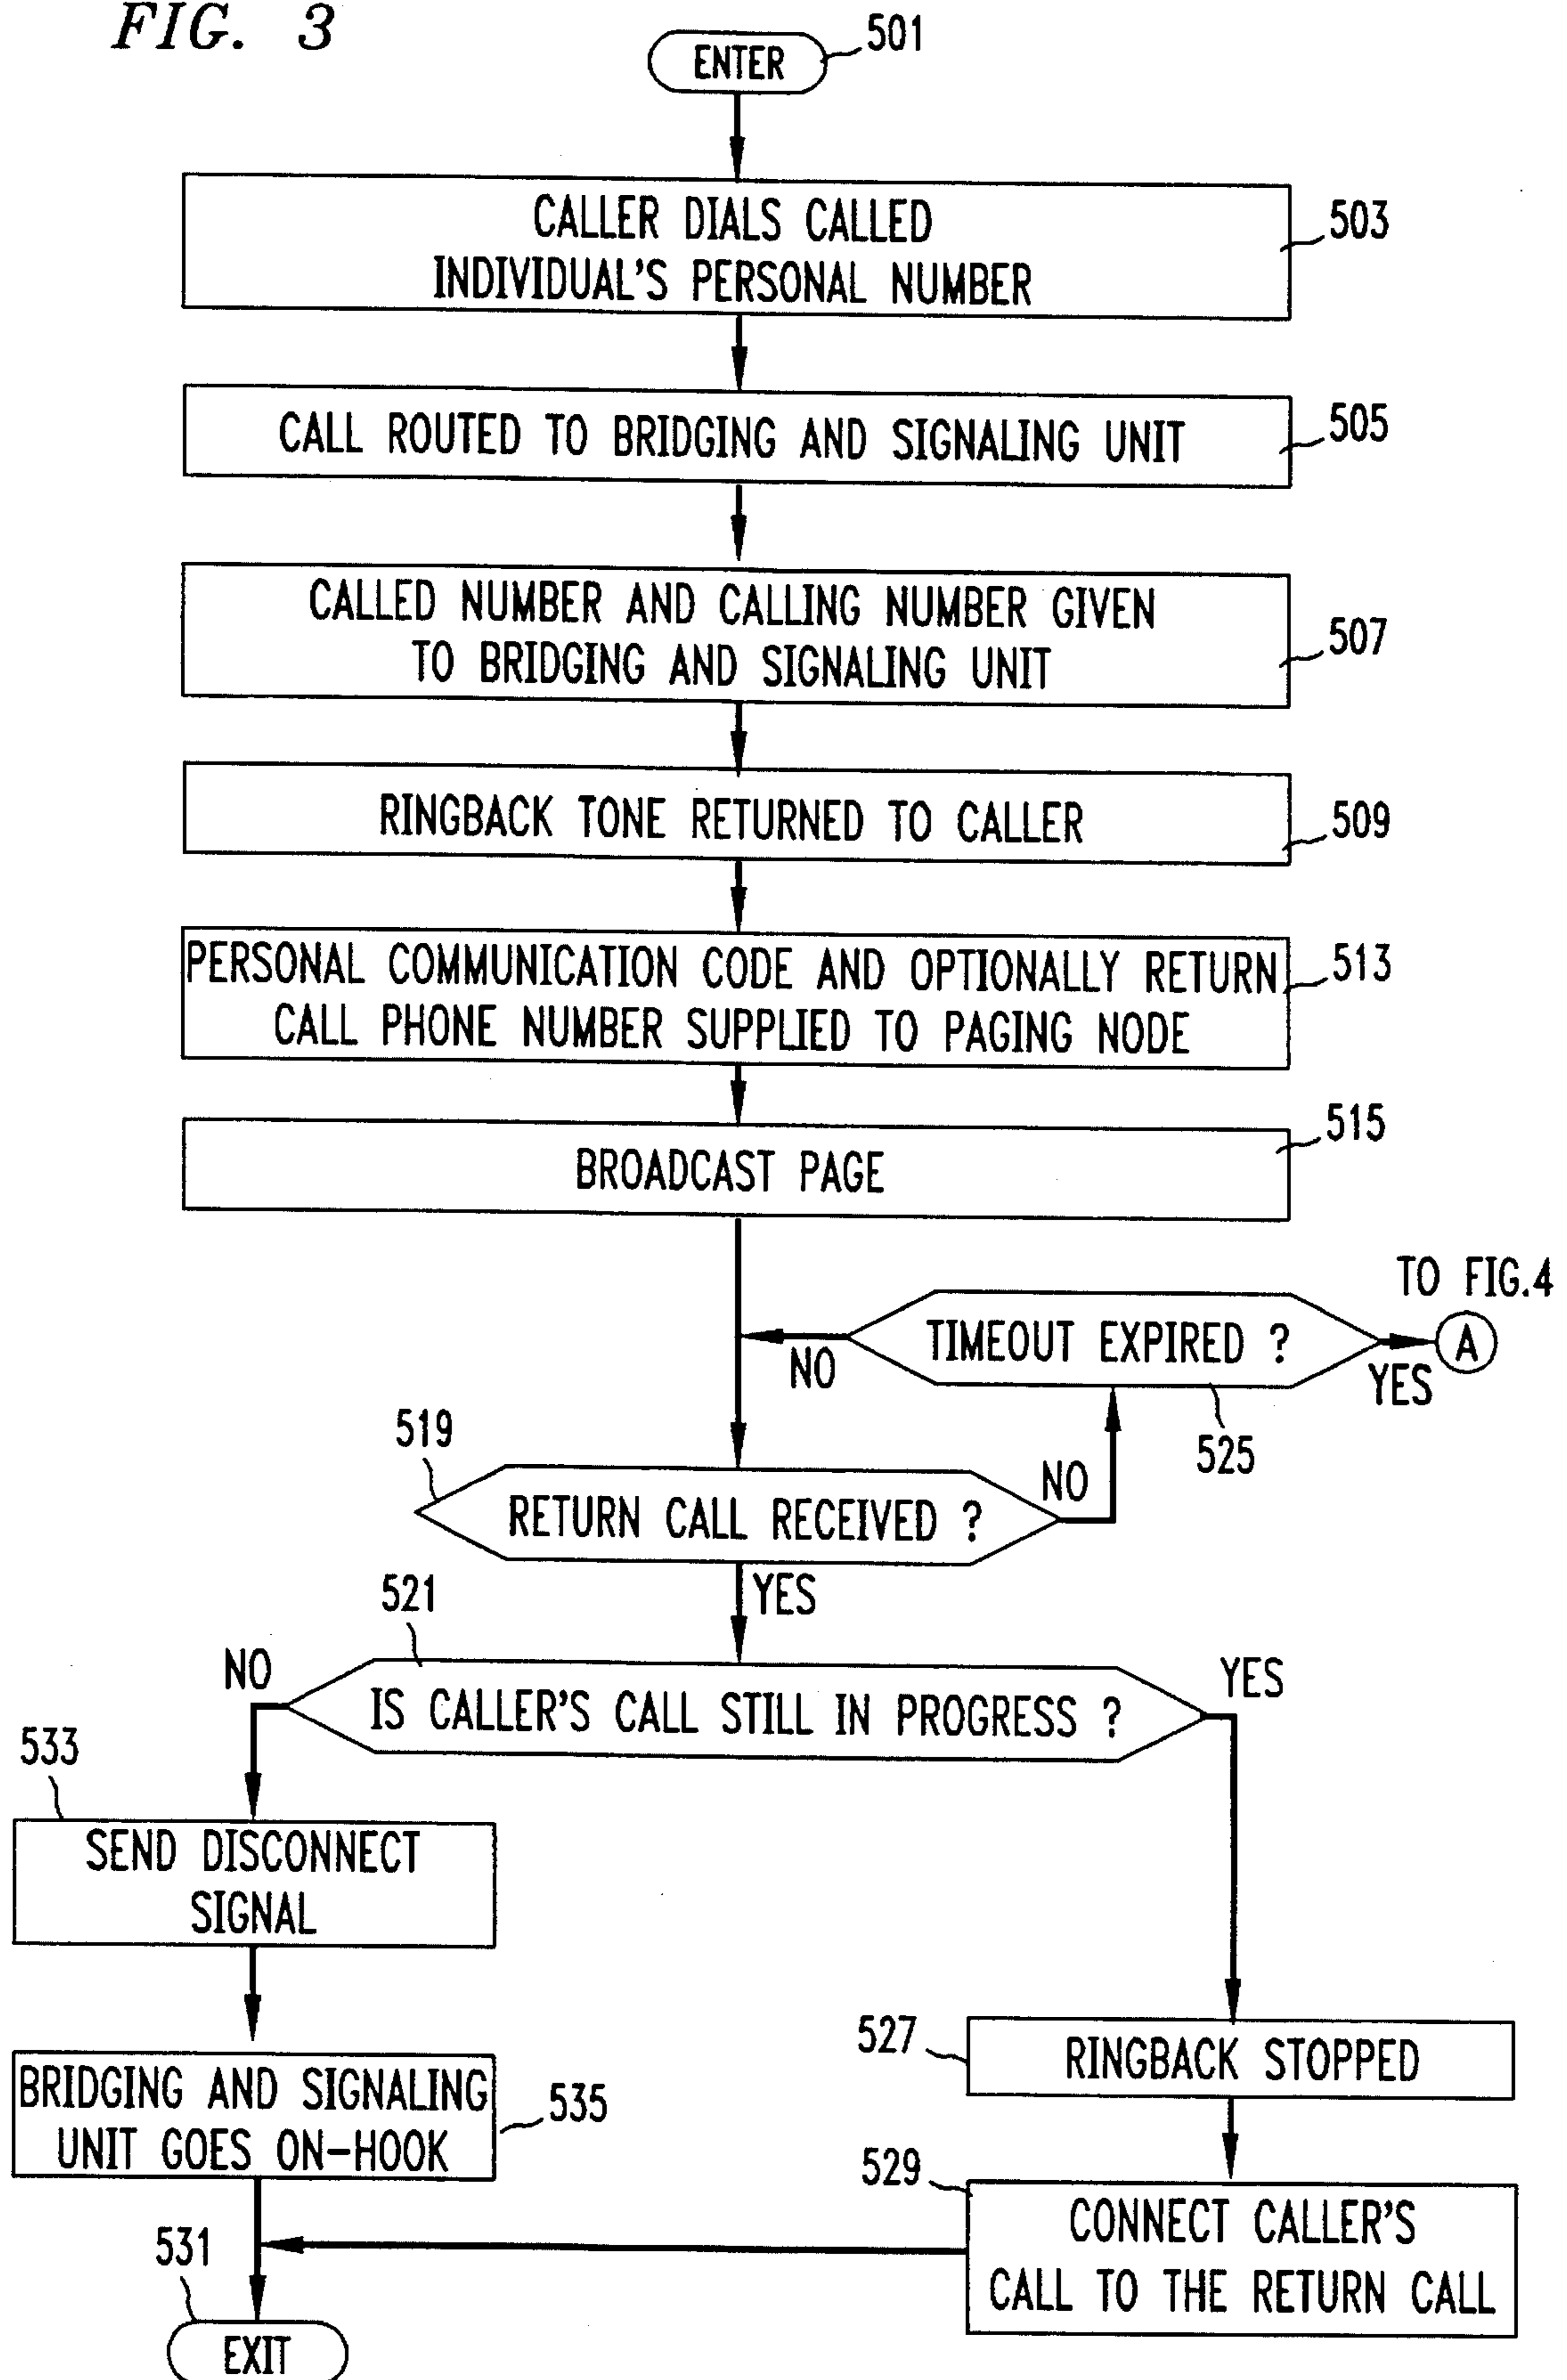 FIG. 3
ENTER
501
CALLER DIALS CALLED
INDIVIDUAL'S PERSONAL NUMBER
503
CALL ROUTED TO BRIDGING AND SIGNALING UNIT
505
CALLED NUMBER AND CALLING NUMBER GIVEN
TO BRIDGING AND SIGNALING UNIT
507
RINGBACK TONE RETURNED TO CALLER
509
PERSONAL COMMUNICATION CODE AND OPTIONALLY RETURN
CALL PHONE NUMBER SUPPLIED TO PAGING NODE
513
BROADCAST PAGE
515
TO FIG.4
TIMEOUT EXPIRED ?
A
NO
YES
525
519
RETURN CALL RECEIVED ?
NO
YES
521
NO
IS CALLER'S CALL STILL IN PROGRESS ?
YES
533
SEND DISCONNECT
SIGNAL
527
RINGBACK STOPPED
BRIDGING AND SIGNALING
UNIT GOES ON-HOOK
535
529
CONNECT CALLER'S
CALL TO THE RETURN CALL
531
EXIT